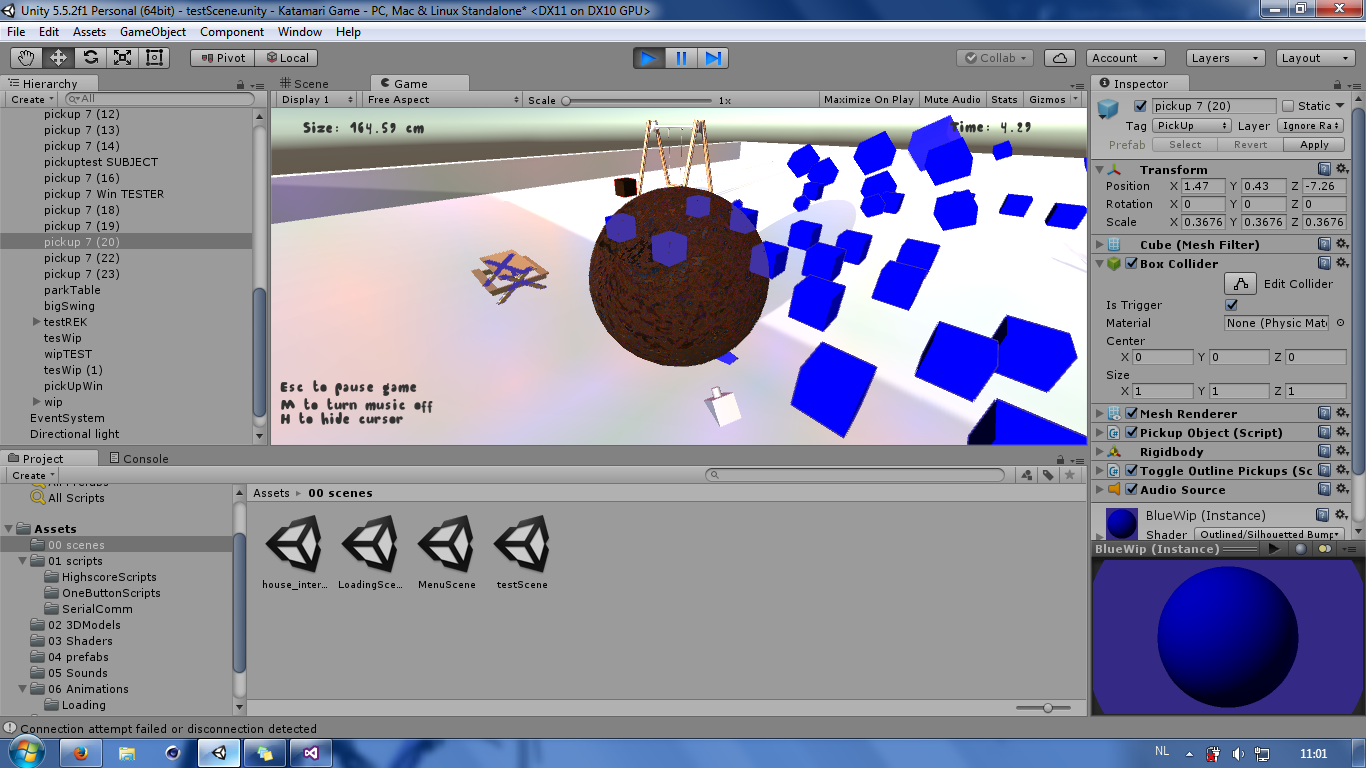 Unity 5.5.2f1 Personal (64bit) - testScene.unity - Katamari Game - PC, Mac & Linux Standalone* <DX11 on DX10 GPU>
File Edit Assets GameObject Component Window Help
Pivot Local Collab Account Layers Layout
Hierarchy
Create All
pickup 7 (12)
pickup 7 (13)
pickup 7 (14)
pickuptest SUBJECT
pickup 7 (16)
pickup 7 Win TESTER
pickup 7 (18)
pickup 7 (19)
pickup 7 (20)
pickup 7 (22)
pickup 7 (23)
parkTable
bigSwing
testREK
tesWip
wipTEST
tesWip (1)
pickUpWin
wip
EventSystem
Directional light
Scene Game
Display 1 Free Aspect Scale 1x Maximize On Play Mute Audio Stats Gizmos
Size: 164.59 cm
Time: 4.29
Esc to pause game
M to turn music off
H to hide cursor
Inspector
pickup 7 (20) Static
Tag PickUp Layer Ignore Ra
Prefab Select Revert Apply
Transform
Position X 1.47 Y 0.43 Z -7.26
Rotation X 0 Y 0 Z 0
Scale X 0.3676 Y 0.3676 Z 0.3676
Cube (Mesh Filter)
Box Collider
Edit Collider
Is Trigger
Material None (Physic Mate
Center
X 0 Y 0 Z 0
Size
X 1 Y 1 Z 1
Mesh Renderer
Pickup Object (Script)
Rigidbody
Toggle Outline Pickups (Sc
Audio Source
BlueWip (Instance)
Shader Outlined/Silhouetted Bump
BlueWip (Instance)
Project Console
Create
All Prefabs
All Scripts
Assets
00 scenes
01 scripts
HighscoreScripts
OneButtonScripts
SerialComm
02 3DModels
03 Shaders
04 prefabs
05 Sounds
06 Animations
Loading
Assets 00 scenes
house_inter... LoadingSce... MenuScene testScene
Connection attempt failed or disconnection detected
NL 11:01